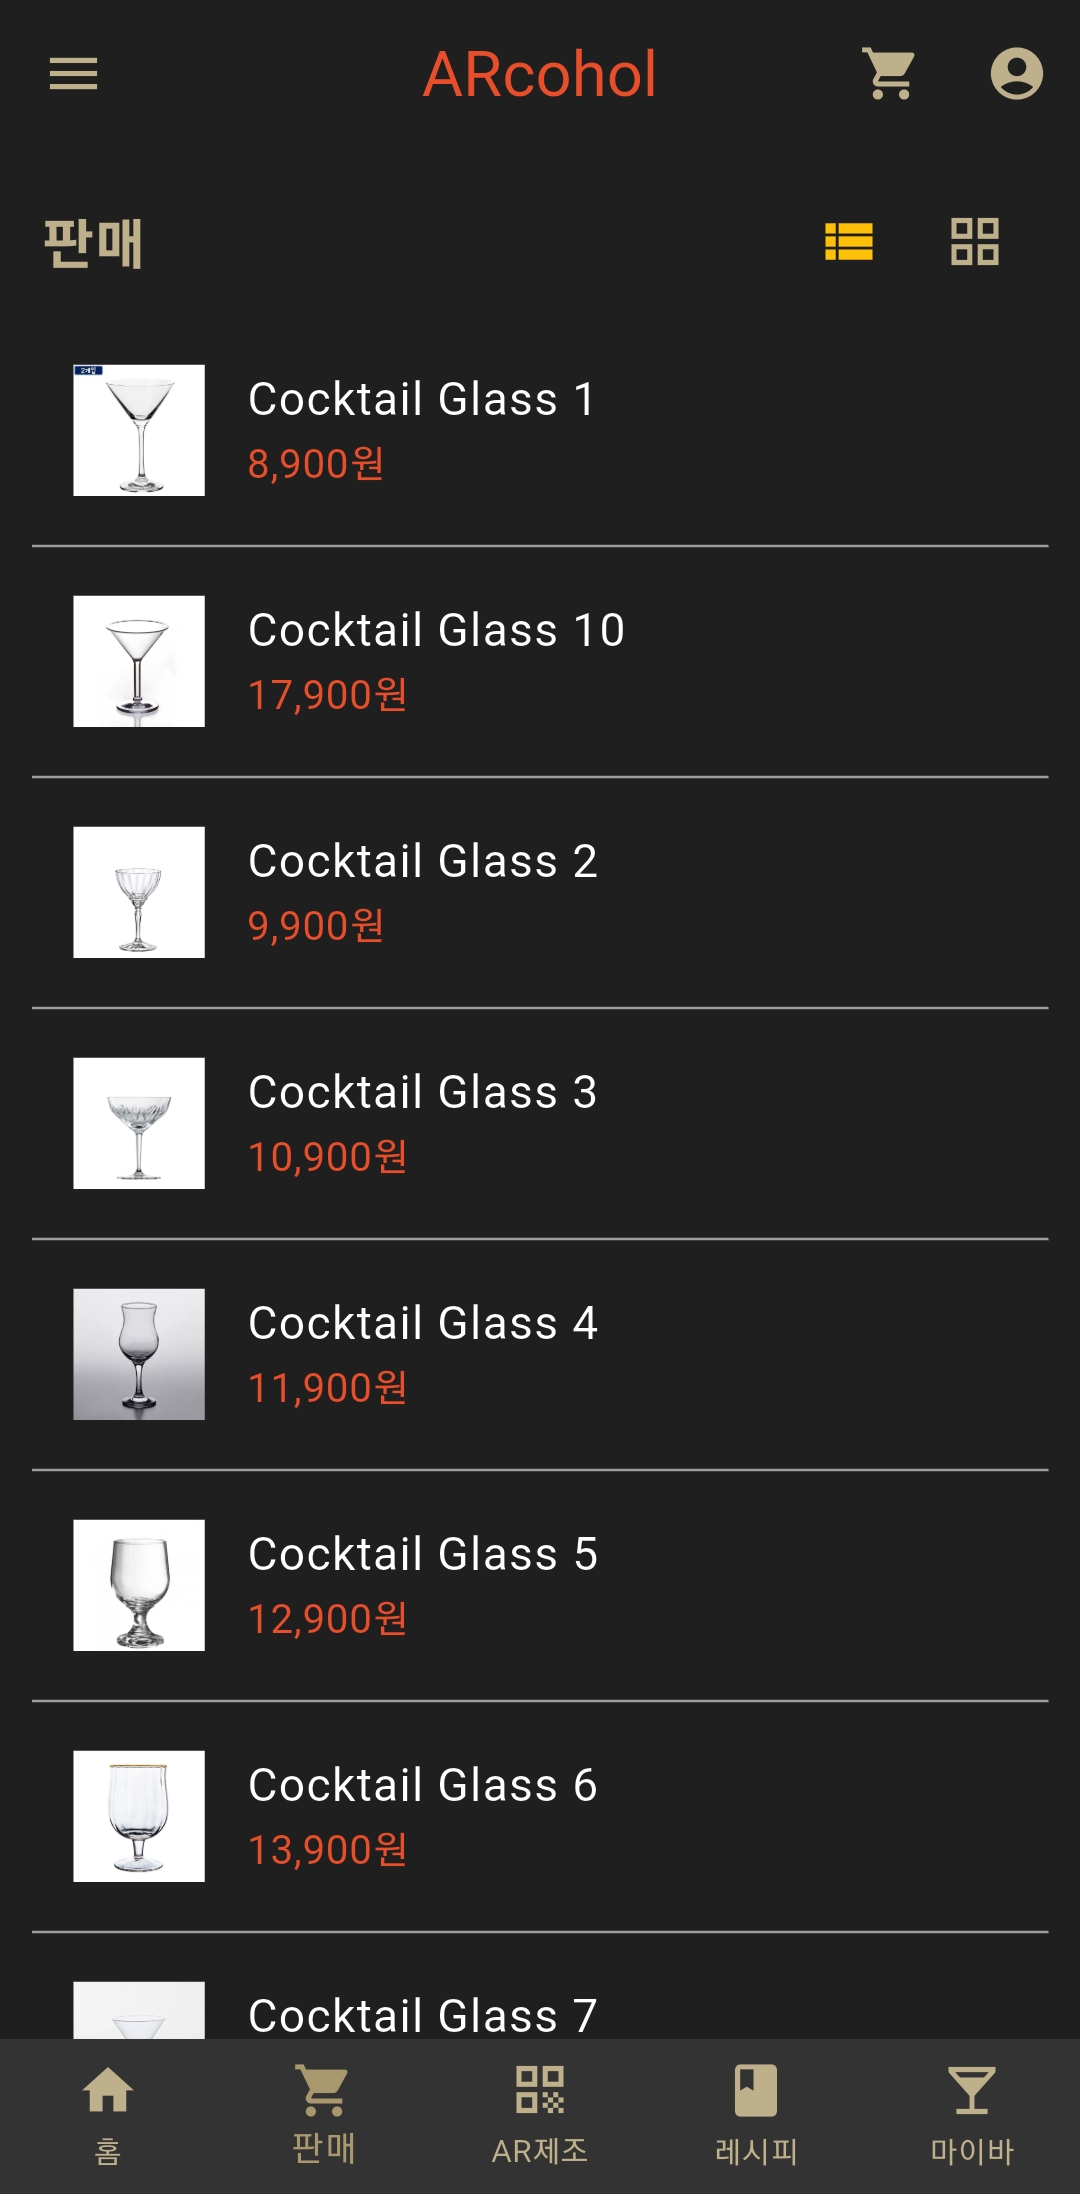 ARcohol
판매
2개입
Cocktail Glass 1
8,900원
Cocktail Glass 10
17,900원
Cocktail Glass 2
9,900원
Cocktail Glass 3
10,900원
Cocktail Glass 4
11,900원
Cocktail Glass 5
12,900원
Cocktail Glass 6
13,900원
Cocktail Glass 7
홈
판매
AR제조
레시피
마이바